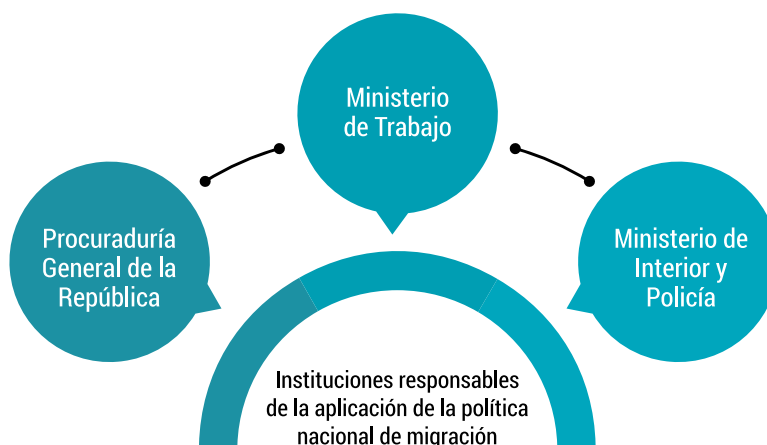 Ministerio
de Trabajo
Procuraduría
General de la
República
Ministerio de
Interior y
Policía
Instituciones responsables
de la aplicación de la política
nacional de migración